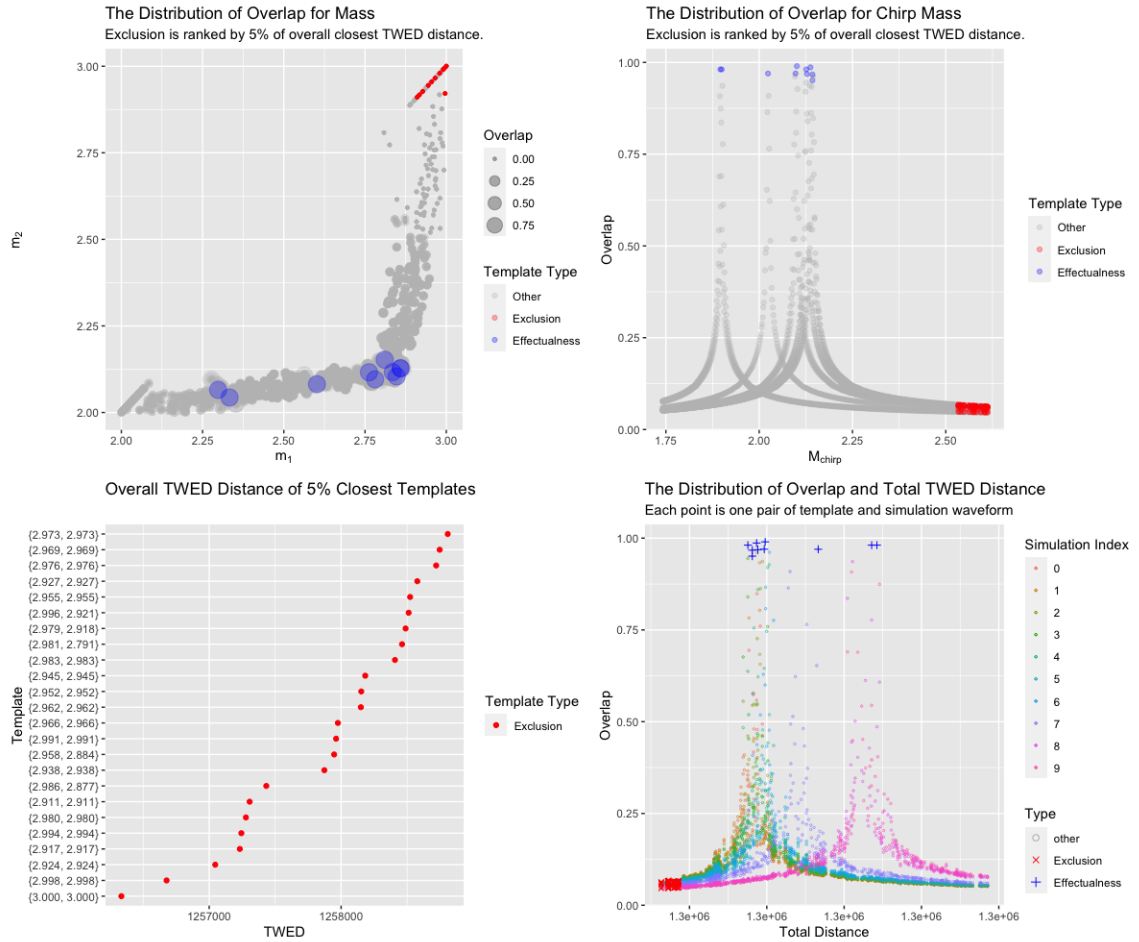 The Distribution of Overlap for Mass
Exclusion is ranked by 5% of overall closest TWED distance.
3.00
2.75
2.50
2.25
2.00
m2
2.00
2.25
2.50
2.75
3.00
m1
Overlap
0.00
0.25
0.50
0.75
Template Type
Other
Exclusion
Effectualness
The Distribution of Overlap for Chirp Mass
Exclusion is ranked by 5% of overall closest TWED distance.
1.00
0.75
0.50
0.25
0.00
Overlap
1.75
2.00
2.25
2.50
Mchirp
Template Type
Other
Exclusion
Effectualness
Overall TWED Distance of 5% Closest Templates
{2.973, 2.973}
{2.969, 2.969}
{2.976, 2.976}
{2.927, 2.927}
{2.955, 2.955}
{2.996, 2.921}
{2.979, 2.918}
{2.981, 2.791}
{2.983, 2.983}
{2.945, 2.945}
{2.952, 2.952}
{2.962, 2.962}
{2.966, 2.966}
{2.991, 2.991}
{2.958, 2.884}
{2.938, 2.938}
{2.986, 2.877}
{2.911, 2.911}
{2.980, 2.980}
{2.994, 2.994}
{2.917, 2.917}
{2.924, 2.924}
{2.998, 2.998}
{3.000, 3.000}
Template
1257000
1258000
TWED
Template Type
Exclusion
The Distribution of Overlap and Total TWED Distance
Each point is one pair of template and simulation waveform
1.00
0.75
0.50
0.25
0.00
Overlap
1.3e+06
1.3e+06
1.3e+06
1.3e+06
1.3e+06
Total Distance
Simulation Index
0
1
2
3
4
5
6
7
8
9
Type
other
Exclusion
Effectualness